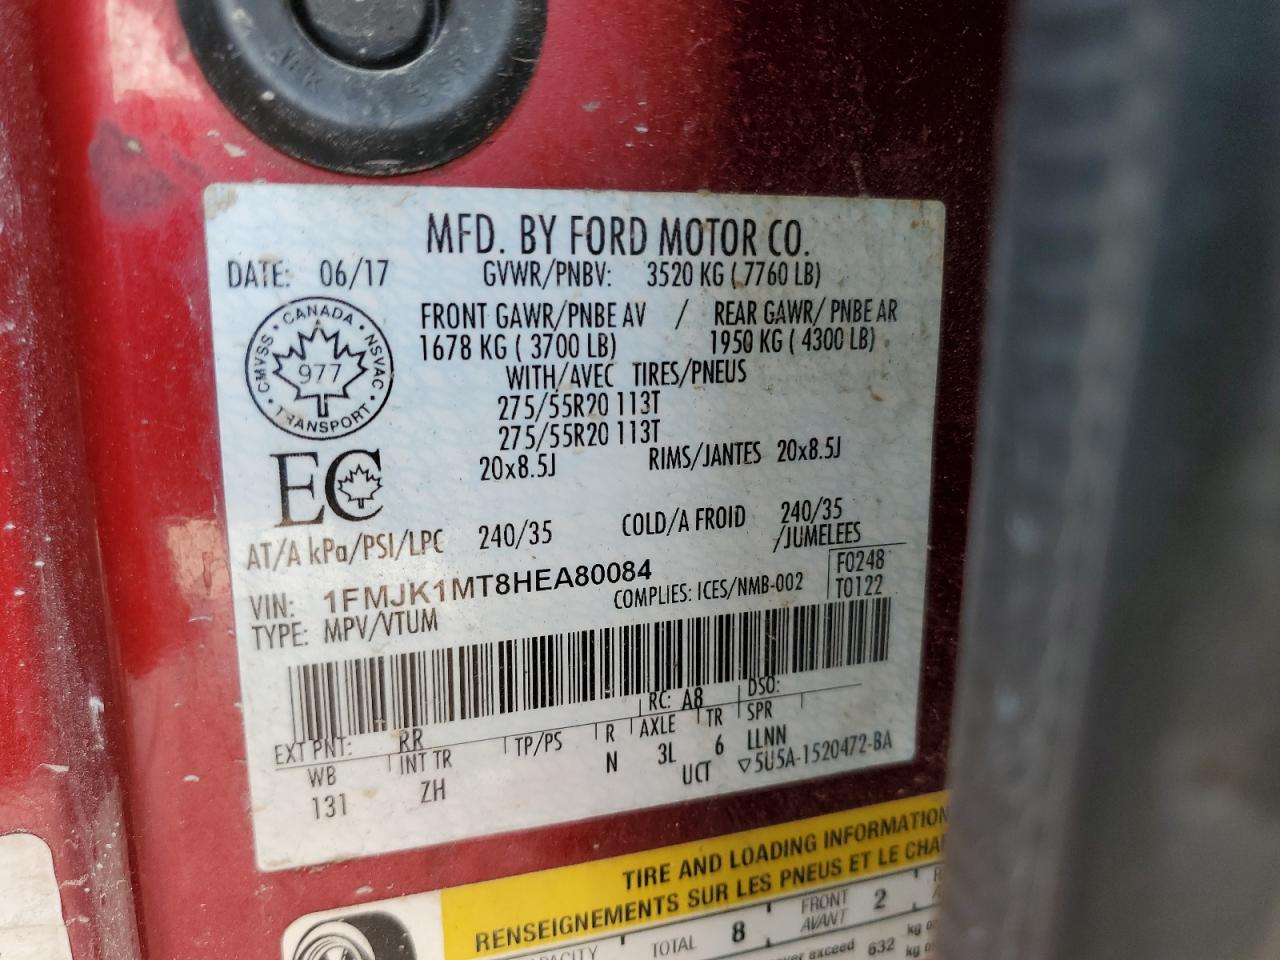 MFD. BY FORD MOTOR CO.
DATE: 06/17 GVWR/PNBV: 3520 KG ( 7760 LB)
FRONT GAWR/PNBE AV / REAR GAWR/ PNBE AR
1678 KG ( 3700 LB) 1950 KG ( 4300 LB)
WITH/AVEC TIRES/PNEUS
275/55R20 113T
275/55R20 113T
20x8.5J RIMS/JANTES 20x8.5J
CANADA
CMVSS NSVAC
977
TRANSPORT
EC
AT/A kPa/PSI/LPC 240/35 COLD/A FROID 240/35
/JUMELEES
VIN: 1FMJK1MT8HEA80084
F0248
TYPE: MPV/VTUM COMPLIES: ICES/NMB-002 T0122
RC: A8 DSO:
EXT PNT: RR
WB INT TR TP/PS R AXLE TR SPR
131 ZH N 3L 6 LLNN
UCT ▽5U5A-1520472-BA
TIRE AND LOADING INFORMATION
RENSEIGNEMENTS SUR LES PNEUS ET LE
TOTAL 8 FRONT 2
AVANT
exceed 632 kg
kg